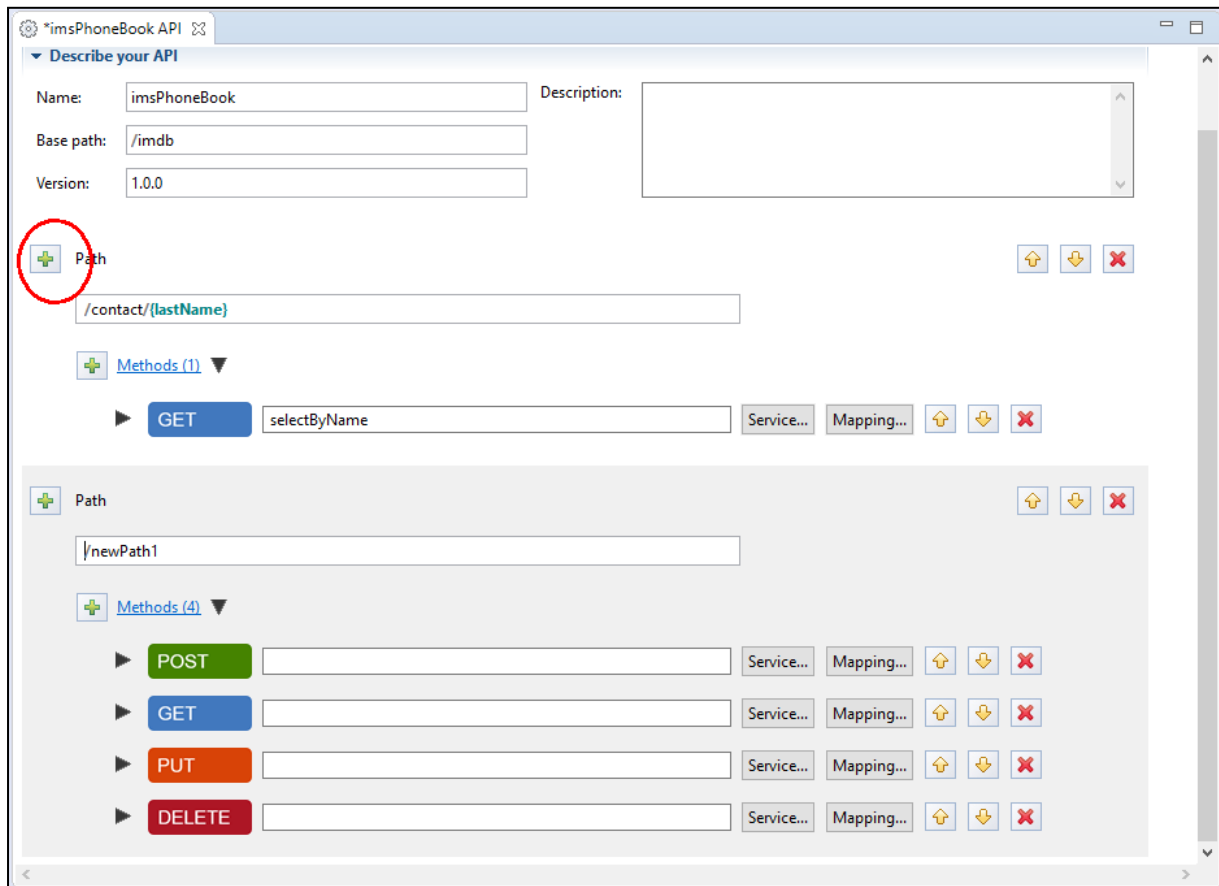 *imsPhoneBook API
Describe your API
Name: imsPhoneBook Description:
Base path: /imdb
Version: 1.0.0
Path
/contact/{lastName}
Methods (1)
GET selectByName Service... Mapping...
Path
/newPath1
Methods (4)
POST Service... Mapping...
GET Service... Mapping...
PUT Service... Mapping...
DELETE Service... Mapping...